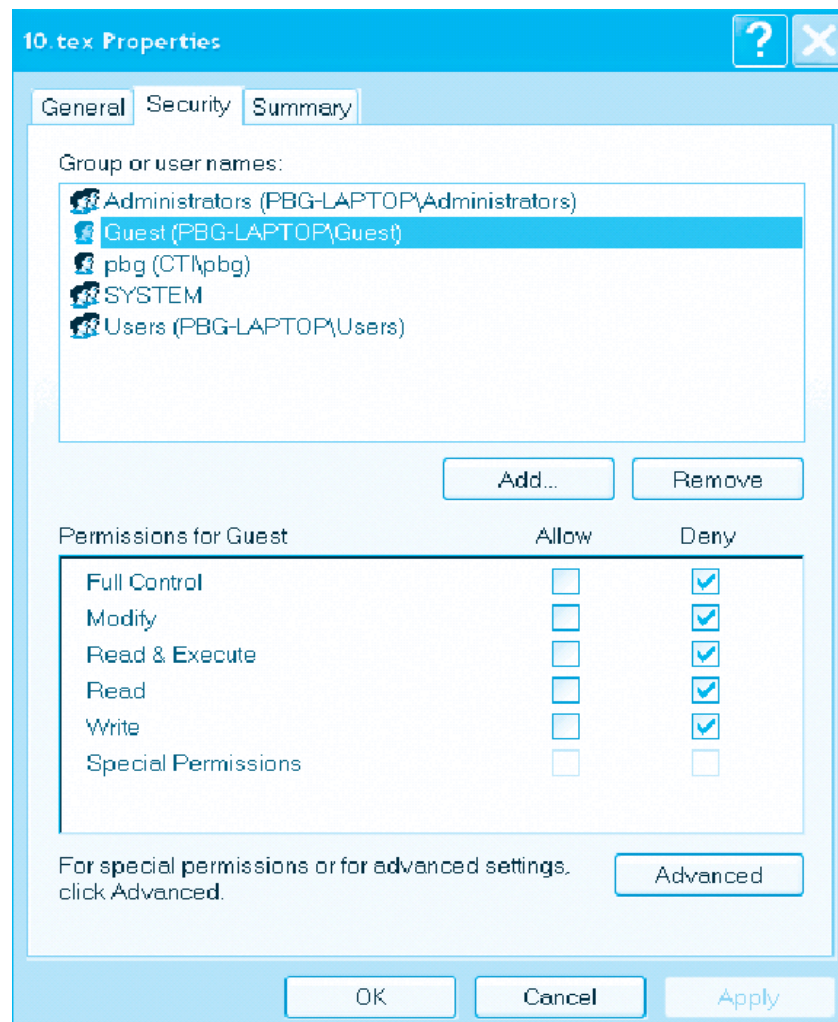 10.tex Properties
?
General Security Summary
Group or user names:
Administrators (PBG-LAPTOP\Administrators)
Guest (PBG-LAPTOP\Guest)
pbg (CTI\pbg)
SYSTEM
Users (PBG-LAPTOP\Users)
Add... Remove
Permissions for Guest Allow Deny
Full Control
Modify
Read & Execute
Read
Write
Special Permissions
For special permissions or for advanced settings,
click Advanced.
Advanced
OK Cancel Apply